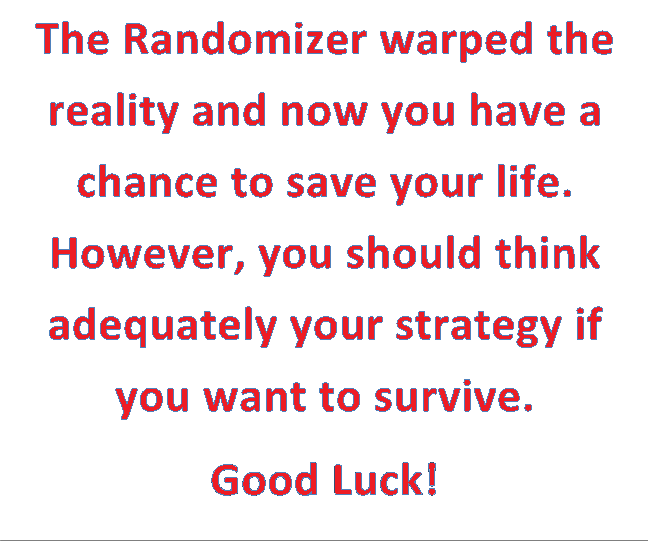 The Randomizer warped the
reality and now you have a
chance to save your life.
However, you should think
adequately your strategy if
you want to survive.
Good Luck!